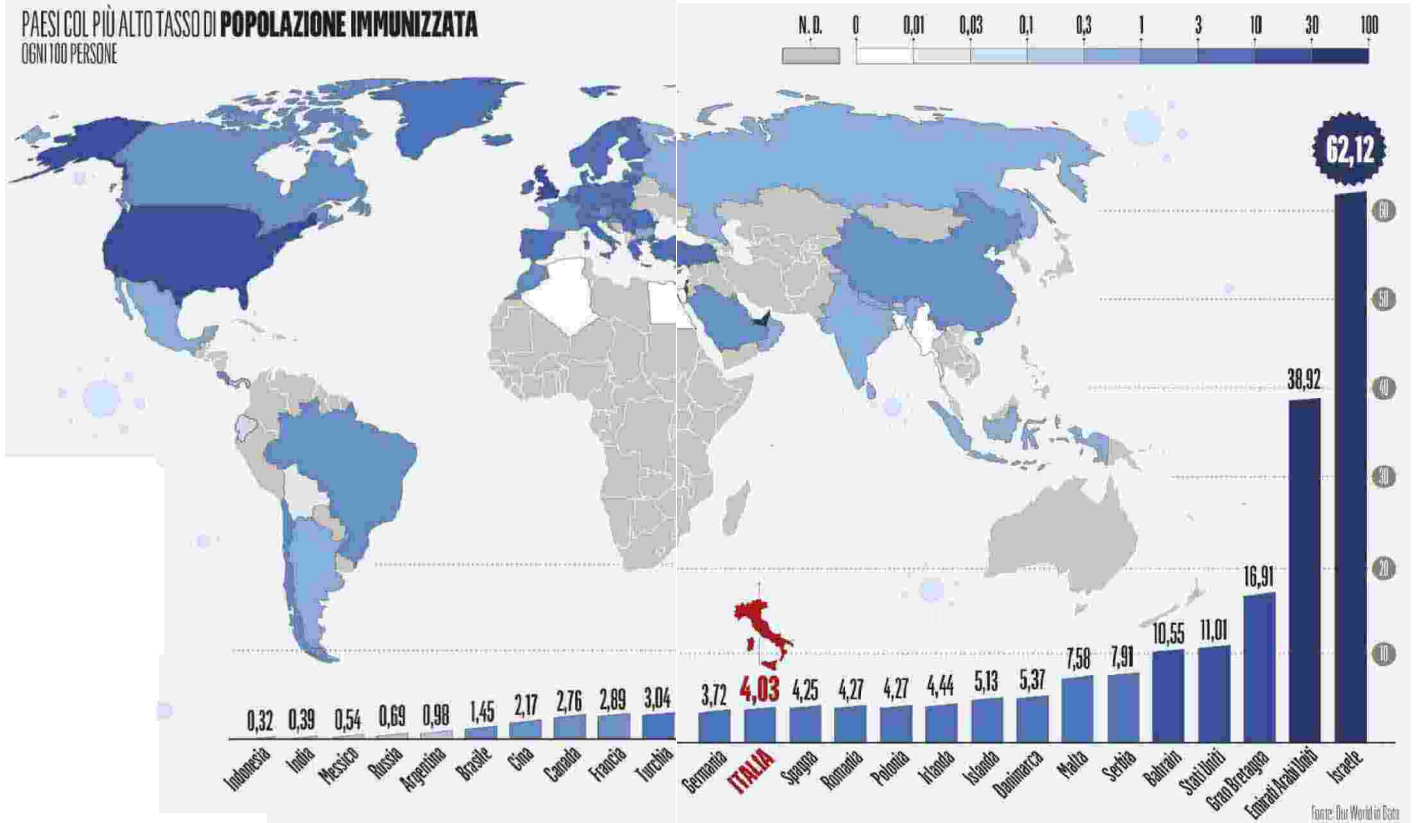 PAESI COL PIÙ ALTO TASSO DI POPOLAZIONE IMMUNIZZATA
OGNI 100 PERSONE
N. D. 0 0,01 0,03 0,1 0,3 1 3 10 30 100
62,12
60
50
40
38,92
30
20
16,91
10,55 11,01
10
7,58 7,91
0,32 0,39 0,54 0,69 0,98 1,45 2,17 2,76 2,89 3,04 3,72 4,03 4,25 4,27 4,27 4,44 5,13 5,37
Indonesia India Messico Russia Argentina Brasile Cina Canada Francia Turchia Germania ITALIA Spagna Romania Polonia Irlanda Islanda Danimarca Malta Serbia Bahrain Stati Uniti Gran Bretagna Emirati Arabi Uniti Israele
Fonte: Our World in Data